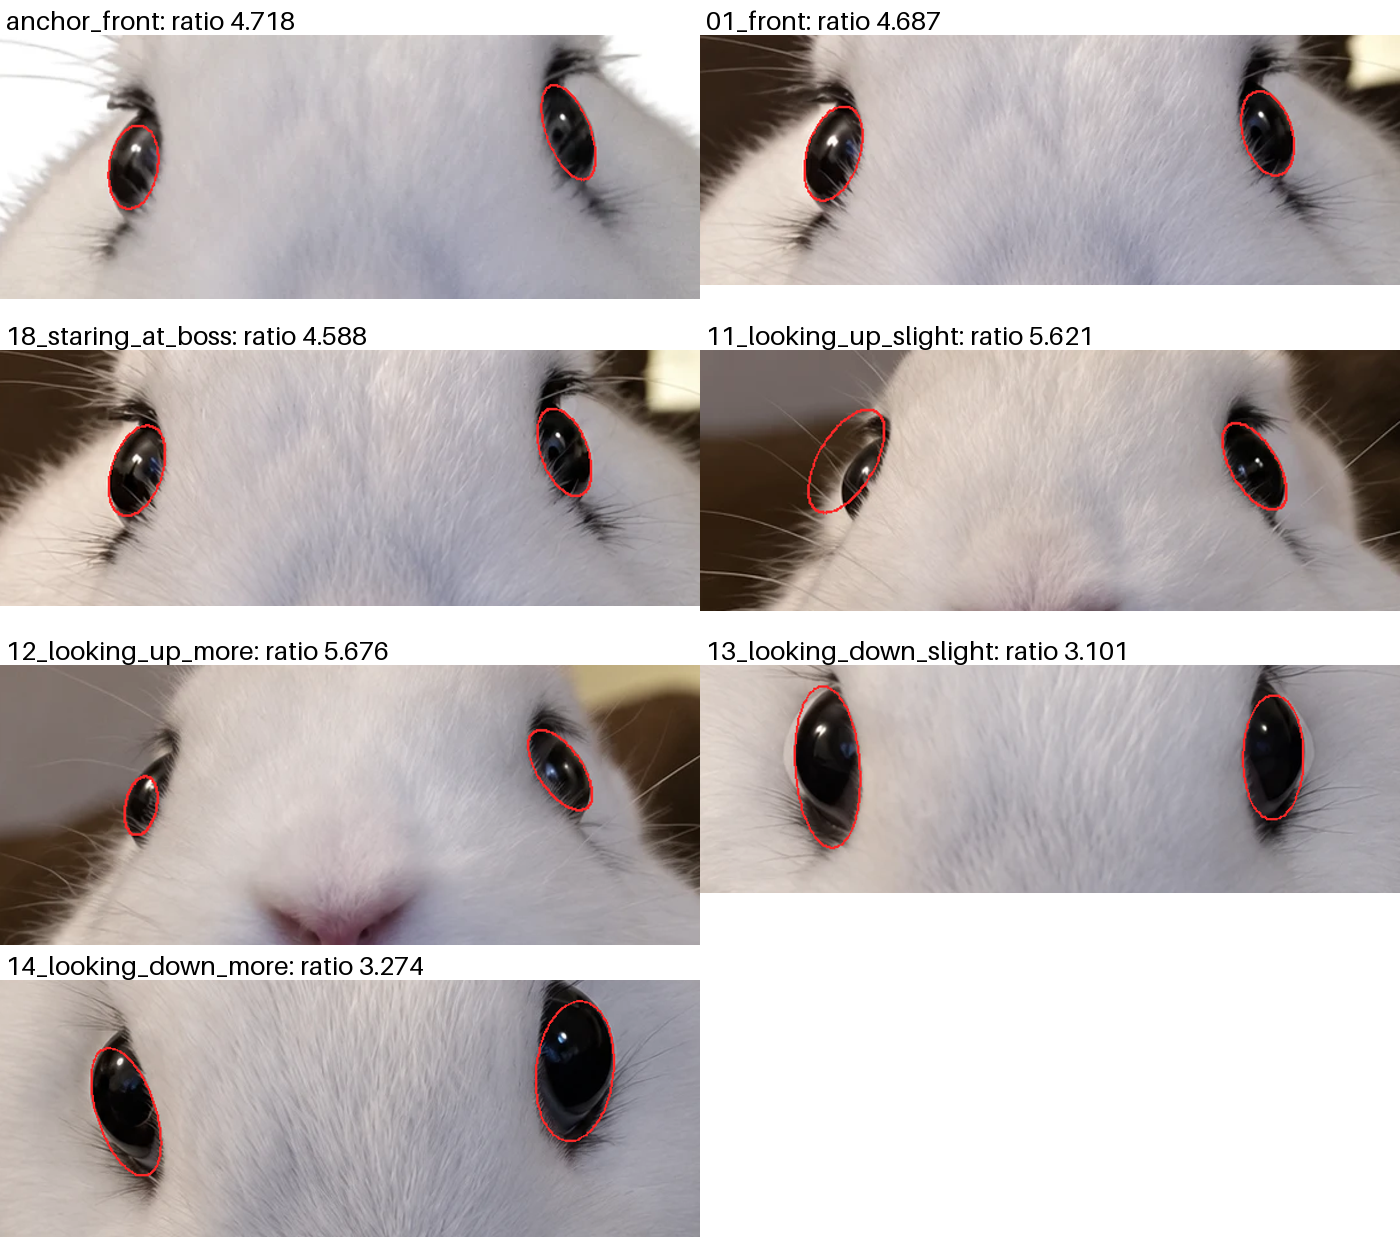 anchor_front: ratio 4.718
01_front: ratio 4.687
18_staring_at_boss: ratio 4.588
11_looking_up_slight: ratio 5.621
12_looking_up_more: ratio 5.676
13_looking_down_slight: ratio 3.101
14_looking_down_more: ratio 3.274